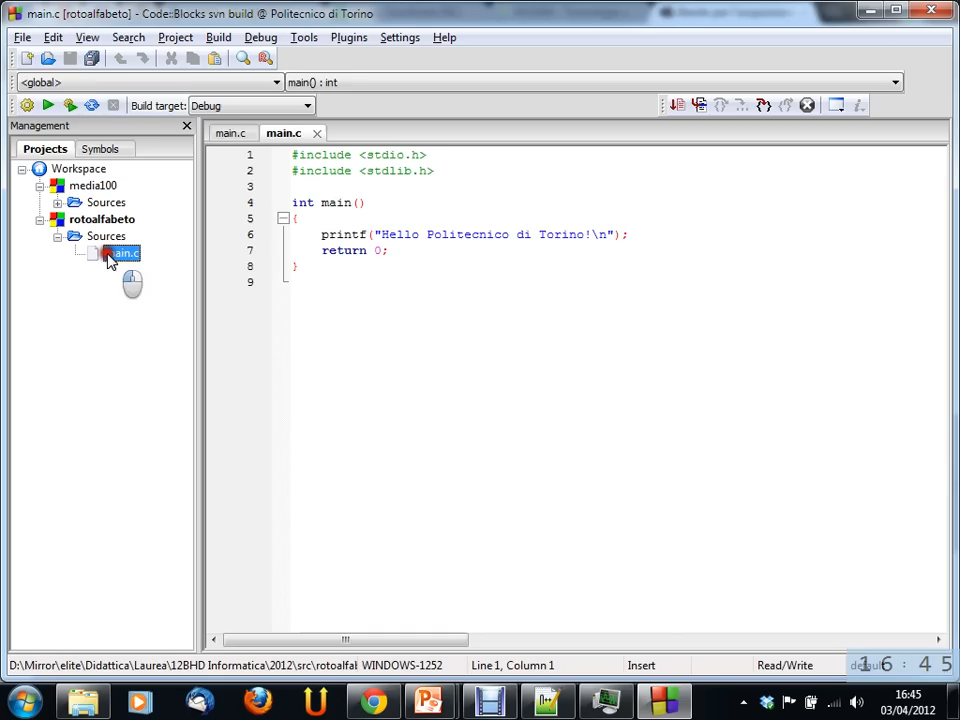 main.c [rotoalfabeto] - Code::Blocks svn build @ Politecnico di Torino
File Edit View Search Project Build Debug Tools Plugins Settings Help
<global> main() : int
Build target: Debug
Management
Projects Symbols
Workspace
media100
Sources
rotoalfabeto
Sources
main.c
main.c main.c
1 #include <stdio.h>
2 #include <stdlib.h>
3
4 int main()
5 {
6 printf("Hello Politecnico di Torino!\n");
7 return 0;
8 }
9
D:\Mirror\elite\Didattica\Laurea\12BHD Informatica\2012\src\rotoalfal WINDOWS-1252 Line 1, Column 1 Insert Read/Write default
16:45
16:45
03/04/2012